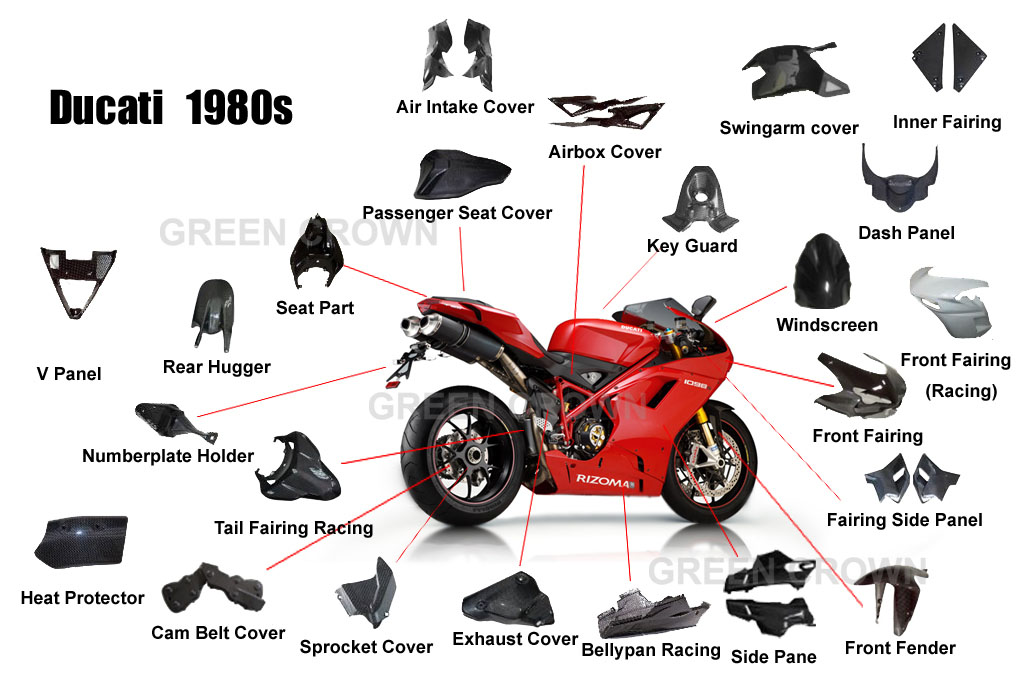 Ducati 1980s
Air Intake Cover
Airbox Cover
Swingarm cover
Inner Fairing
Passenger Seat Cover
Key Guard
Dash Panel
GREEN CROWN
Seat Part
Windscreen
V Panel
Rear Hugger
Front Fairing
(Racing)
DUCATI
1098
GREEN CROWN
Front Fairing
Numberplate Holder
RIZOMA
Tail Fairing Racing
Fairing Side Panel
GREEN CROWN
Heat Protector
Cam Belt Cover
Sprocket Cover
Exhaust Cover
Bellypan Racing
Side Pane
Front Fender